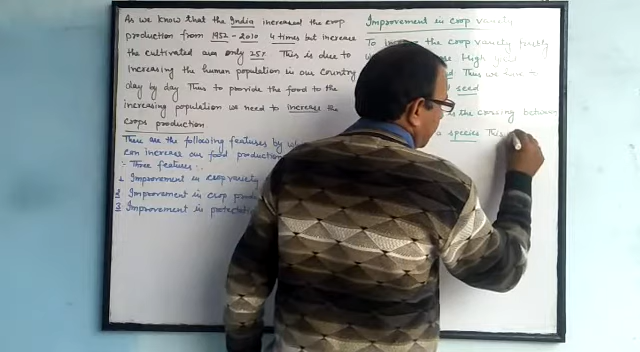 As we know that the India increased the crop
production from 1952 - 2010 4 times but increase
the cultivated area only 25% This is due to
increasing the human population in our Country
day by day Thus to provide the food to the
increasing population we need to increase the
crops production
There are the following features by
can increase our food production
:- Three features :-
1 Improvement in crop variety
2 Improvement in crop
3 Improvement in
Improvement in crop variety
To the crop variety
High
Thus we have to
seed
is the crossing between
species This